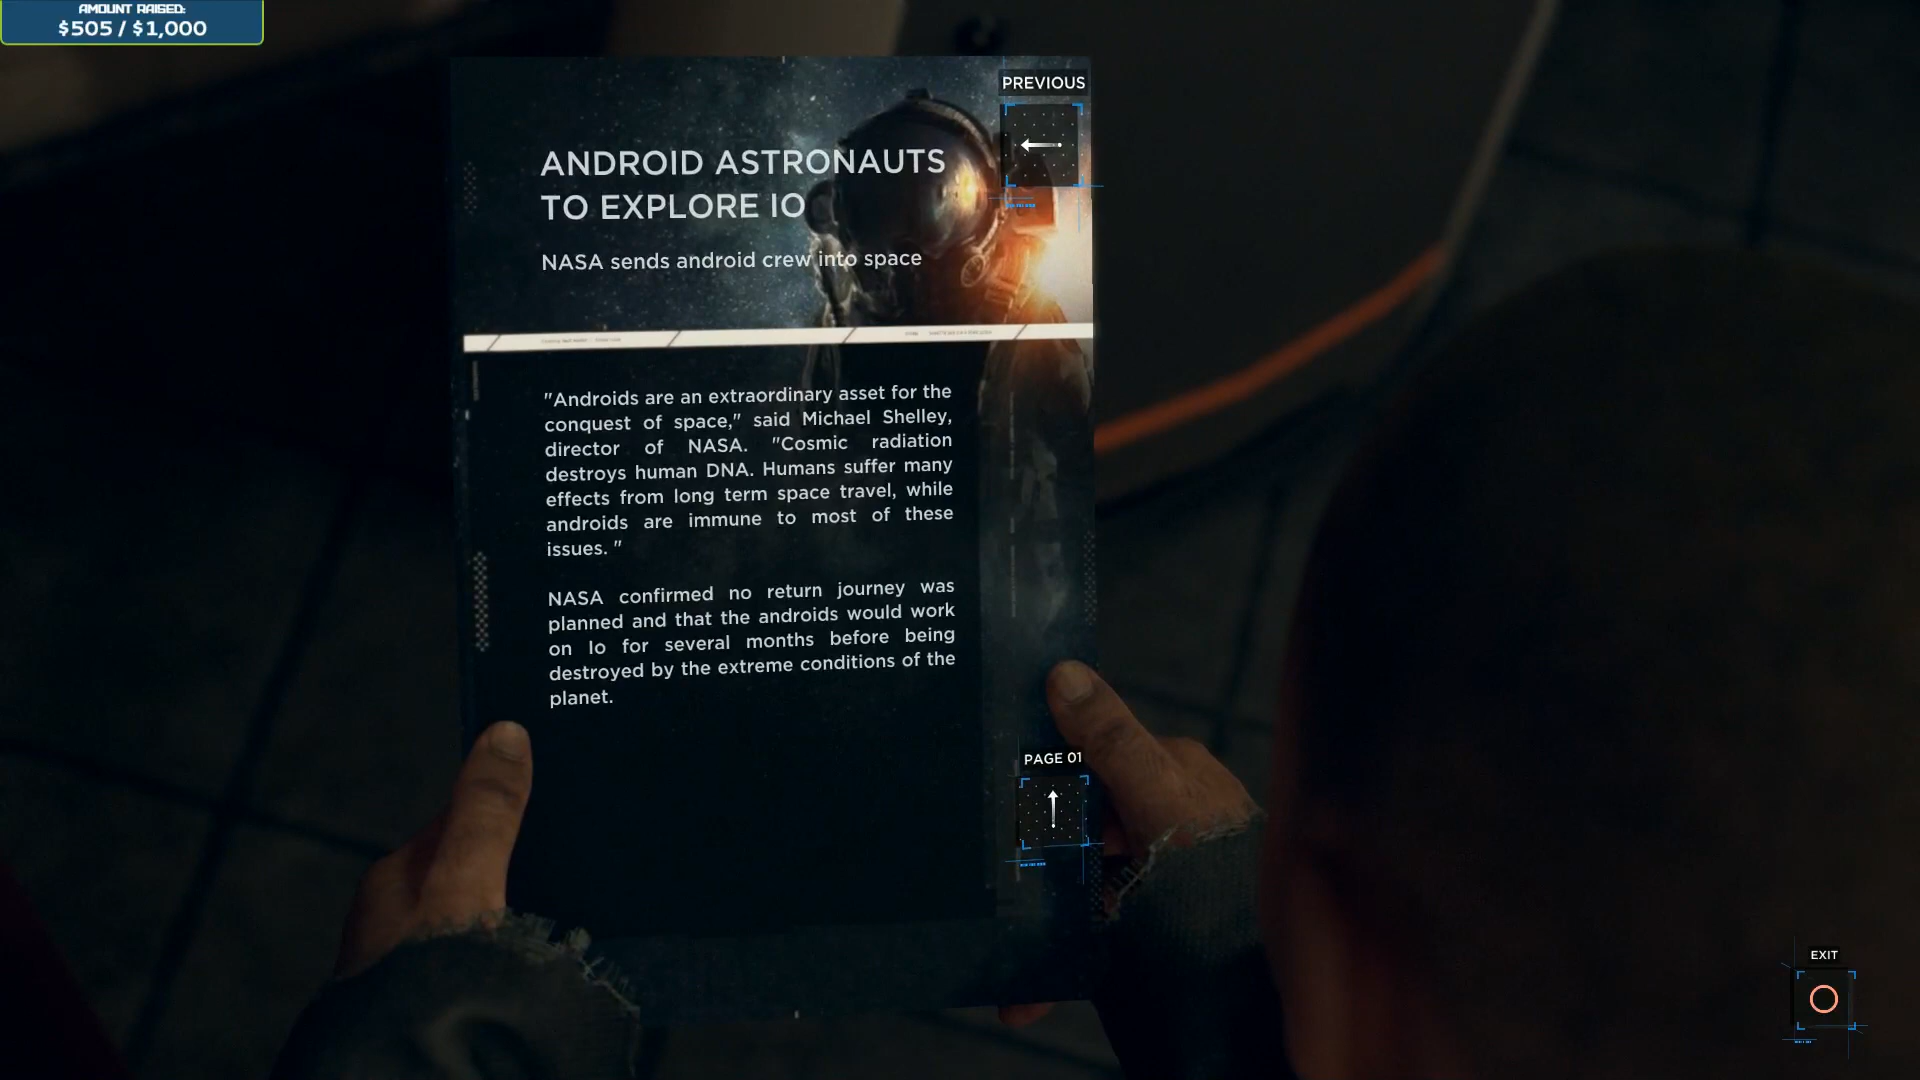 AMOUNT RAISED:
$505 / $1,000
PREVIOUS
ANDROID ASTRONAUTS
TO EXPLORE IO
NASA sends android crew into space
"Androids are an extraordinary asset for the
conquest of space," said Michael Shelley,
director of NASA. "Cosmic radiation
destroys human DNA. Humans suffer many
effects from long term space travel, while
androids are immune to most of these
issues. "
NASA confirmed no return journey was
planned and that the androids would work
on Io for several months before being
destroyed by the extreme conditions of the
planet.
PAGE 01
EXIT